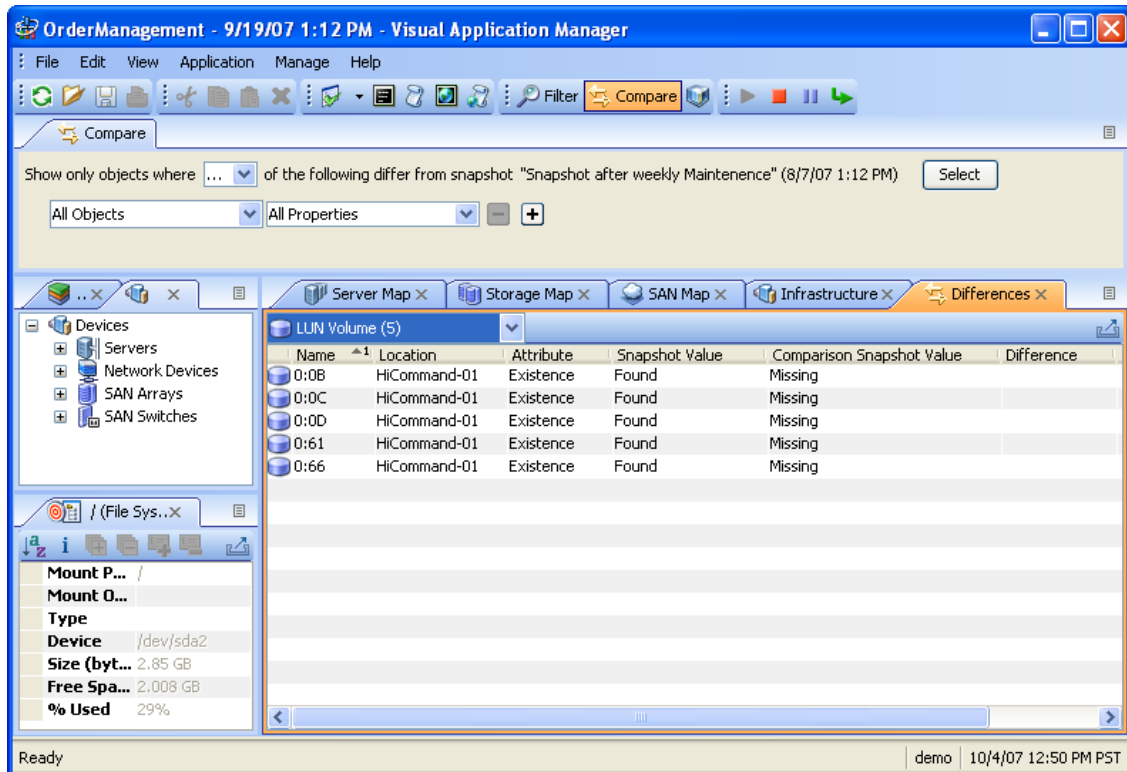 OrderManagement - 9/19/07 1:12 PM - Visual Application Manager
File Edit View Application Manage Help
Filter Compare
Compare
Show only objects where ... of the following differ from snapshot "Snapshot after weekly Maintenence" (8/7/07 1:12 PM) Select
All Objects All Properties
..
Server Map Storage Map SAN Map Infrastructure Differences
Devices
Servers
Network Devices
SAN Arrays
SAN Switches
LUN Volume (5)
Name 1 Location Attribute Snapshot Value Comparison Snapshot Value Difference
0:0B HiCommand-01 Existence Found Missing
0:0C HiCommand-01 Existence Found Missing
0:0D HiCommand-01 Existence Found Missing
0:61 HiCommand-01 Existence Found Missing
0:66 HiCommand-01 Existence Found Missing
/ (File Sys..
Mount P... /
Mount O...
Type
Device /dev/sda2
Size (byt... 2.85 GB
Free Spa... 2.008 GB
% Used 29%
Ready demo 10/4/07 12:50 PM PST